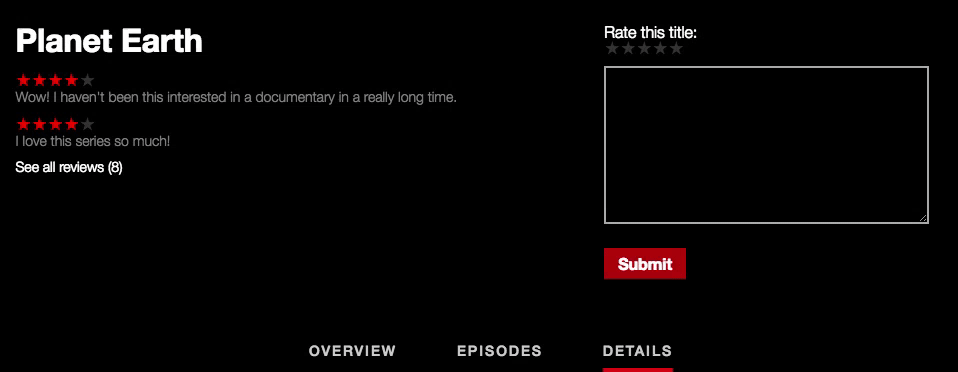 Planet Earth
Wow! I haven't been this interested in a documentary in a really long time.
I love this series so much!
See all reviews (8)
Rate this title:
Submit
OVERVIEW EPISODES DETAILS